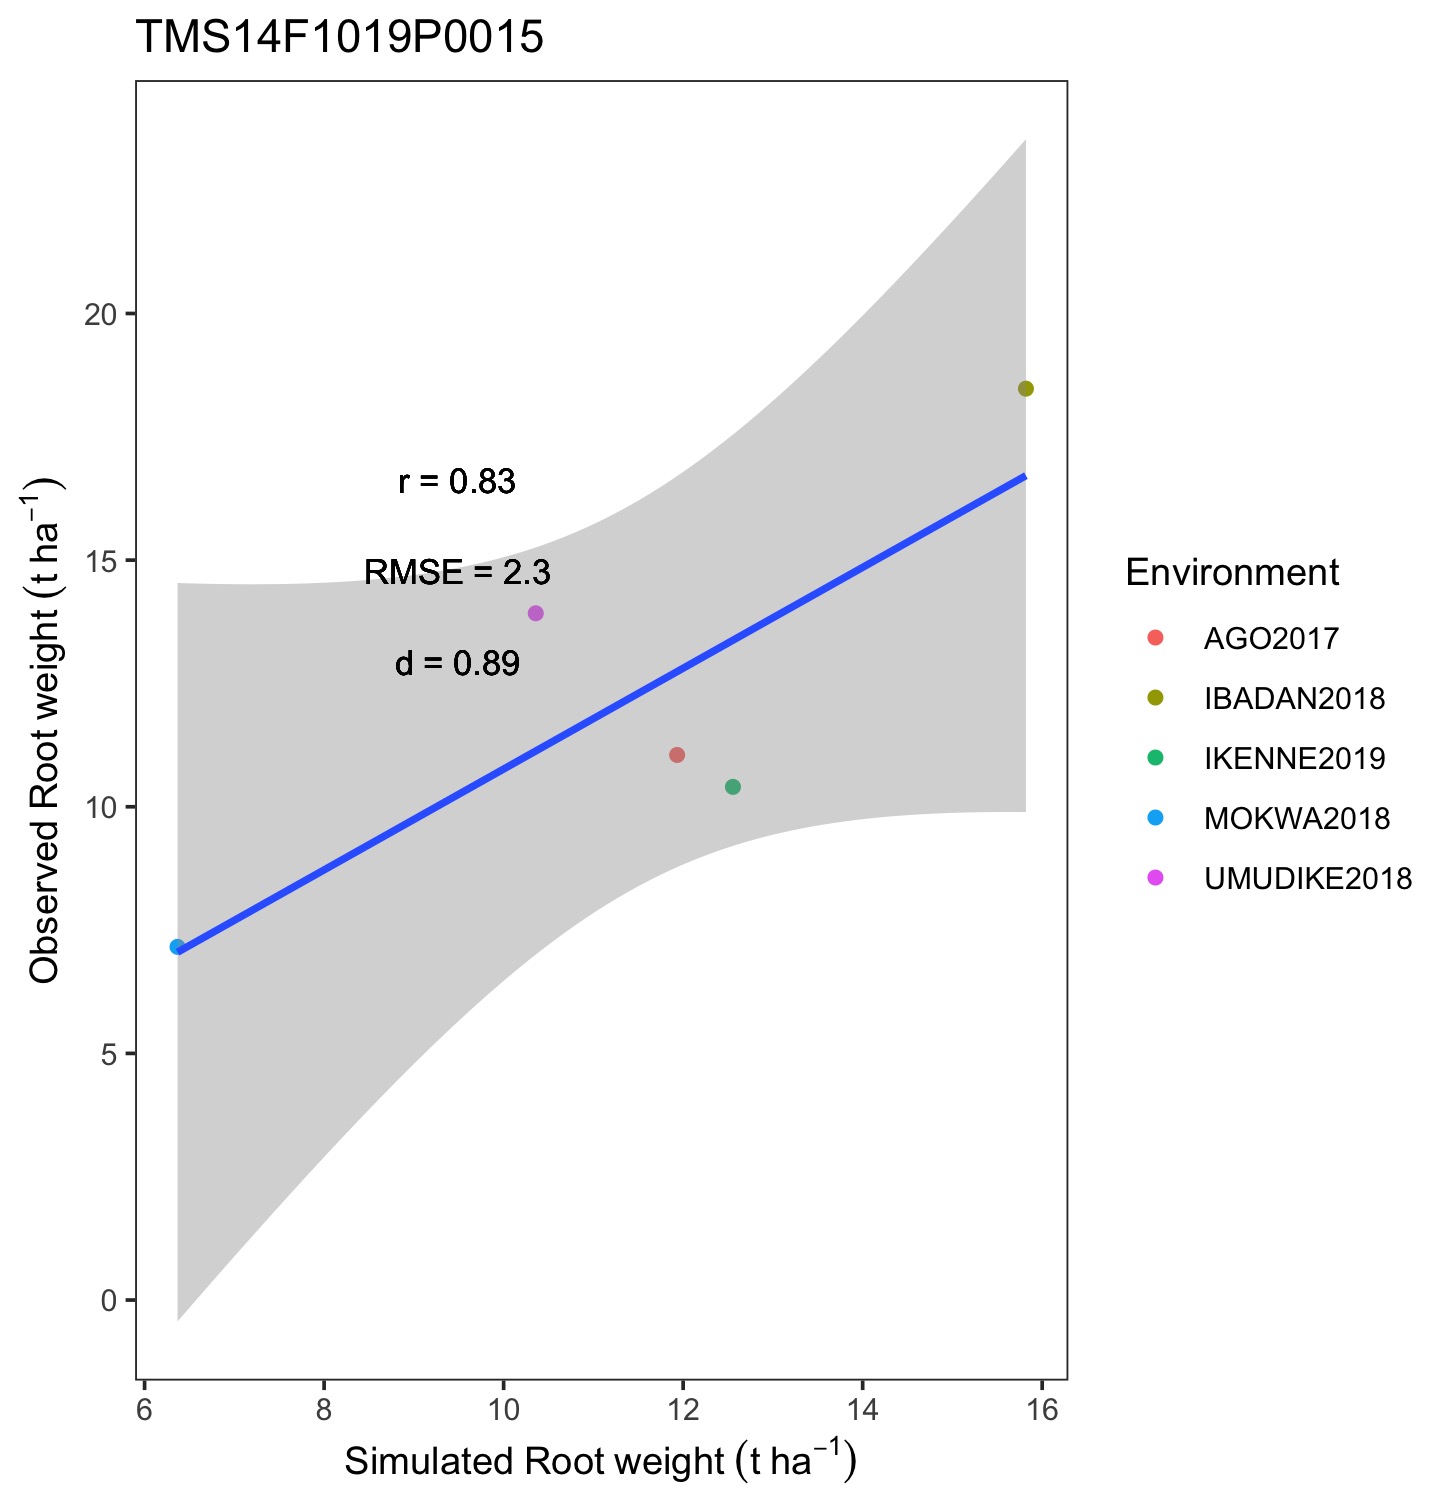 TMS14F1019P0015
Observed Root weight (t ha⁻¹)
20
15
10
5
0
r = 0.83
RMSE = 2.3
d = 0.89
6 8 10 12 14 16
Simulated Root weight (t ha⁻¹)
Environment
AGO2017
IBADAN2018
IKENNE2019
MOKWA2018
UMUDIKE2018